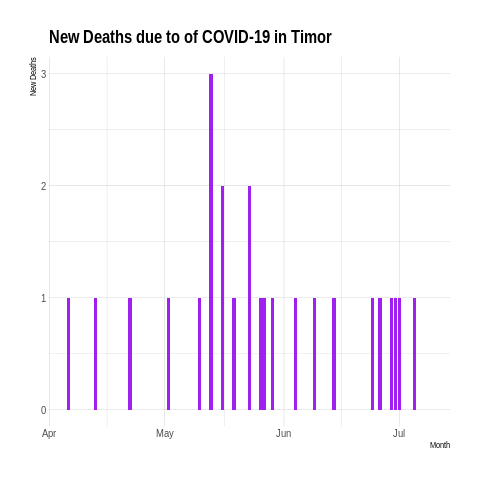 New Deaths due to of COVID-19 in Timor
New Deaths
3
2
1
0
Apr
May
Jun
Jul
Month